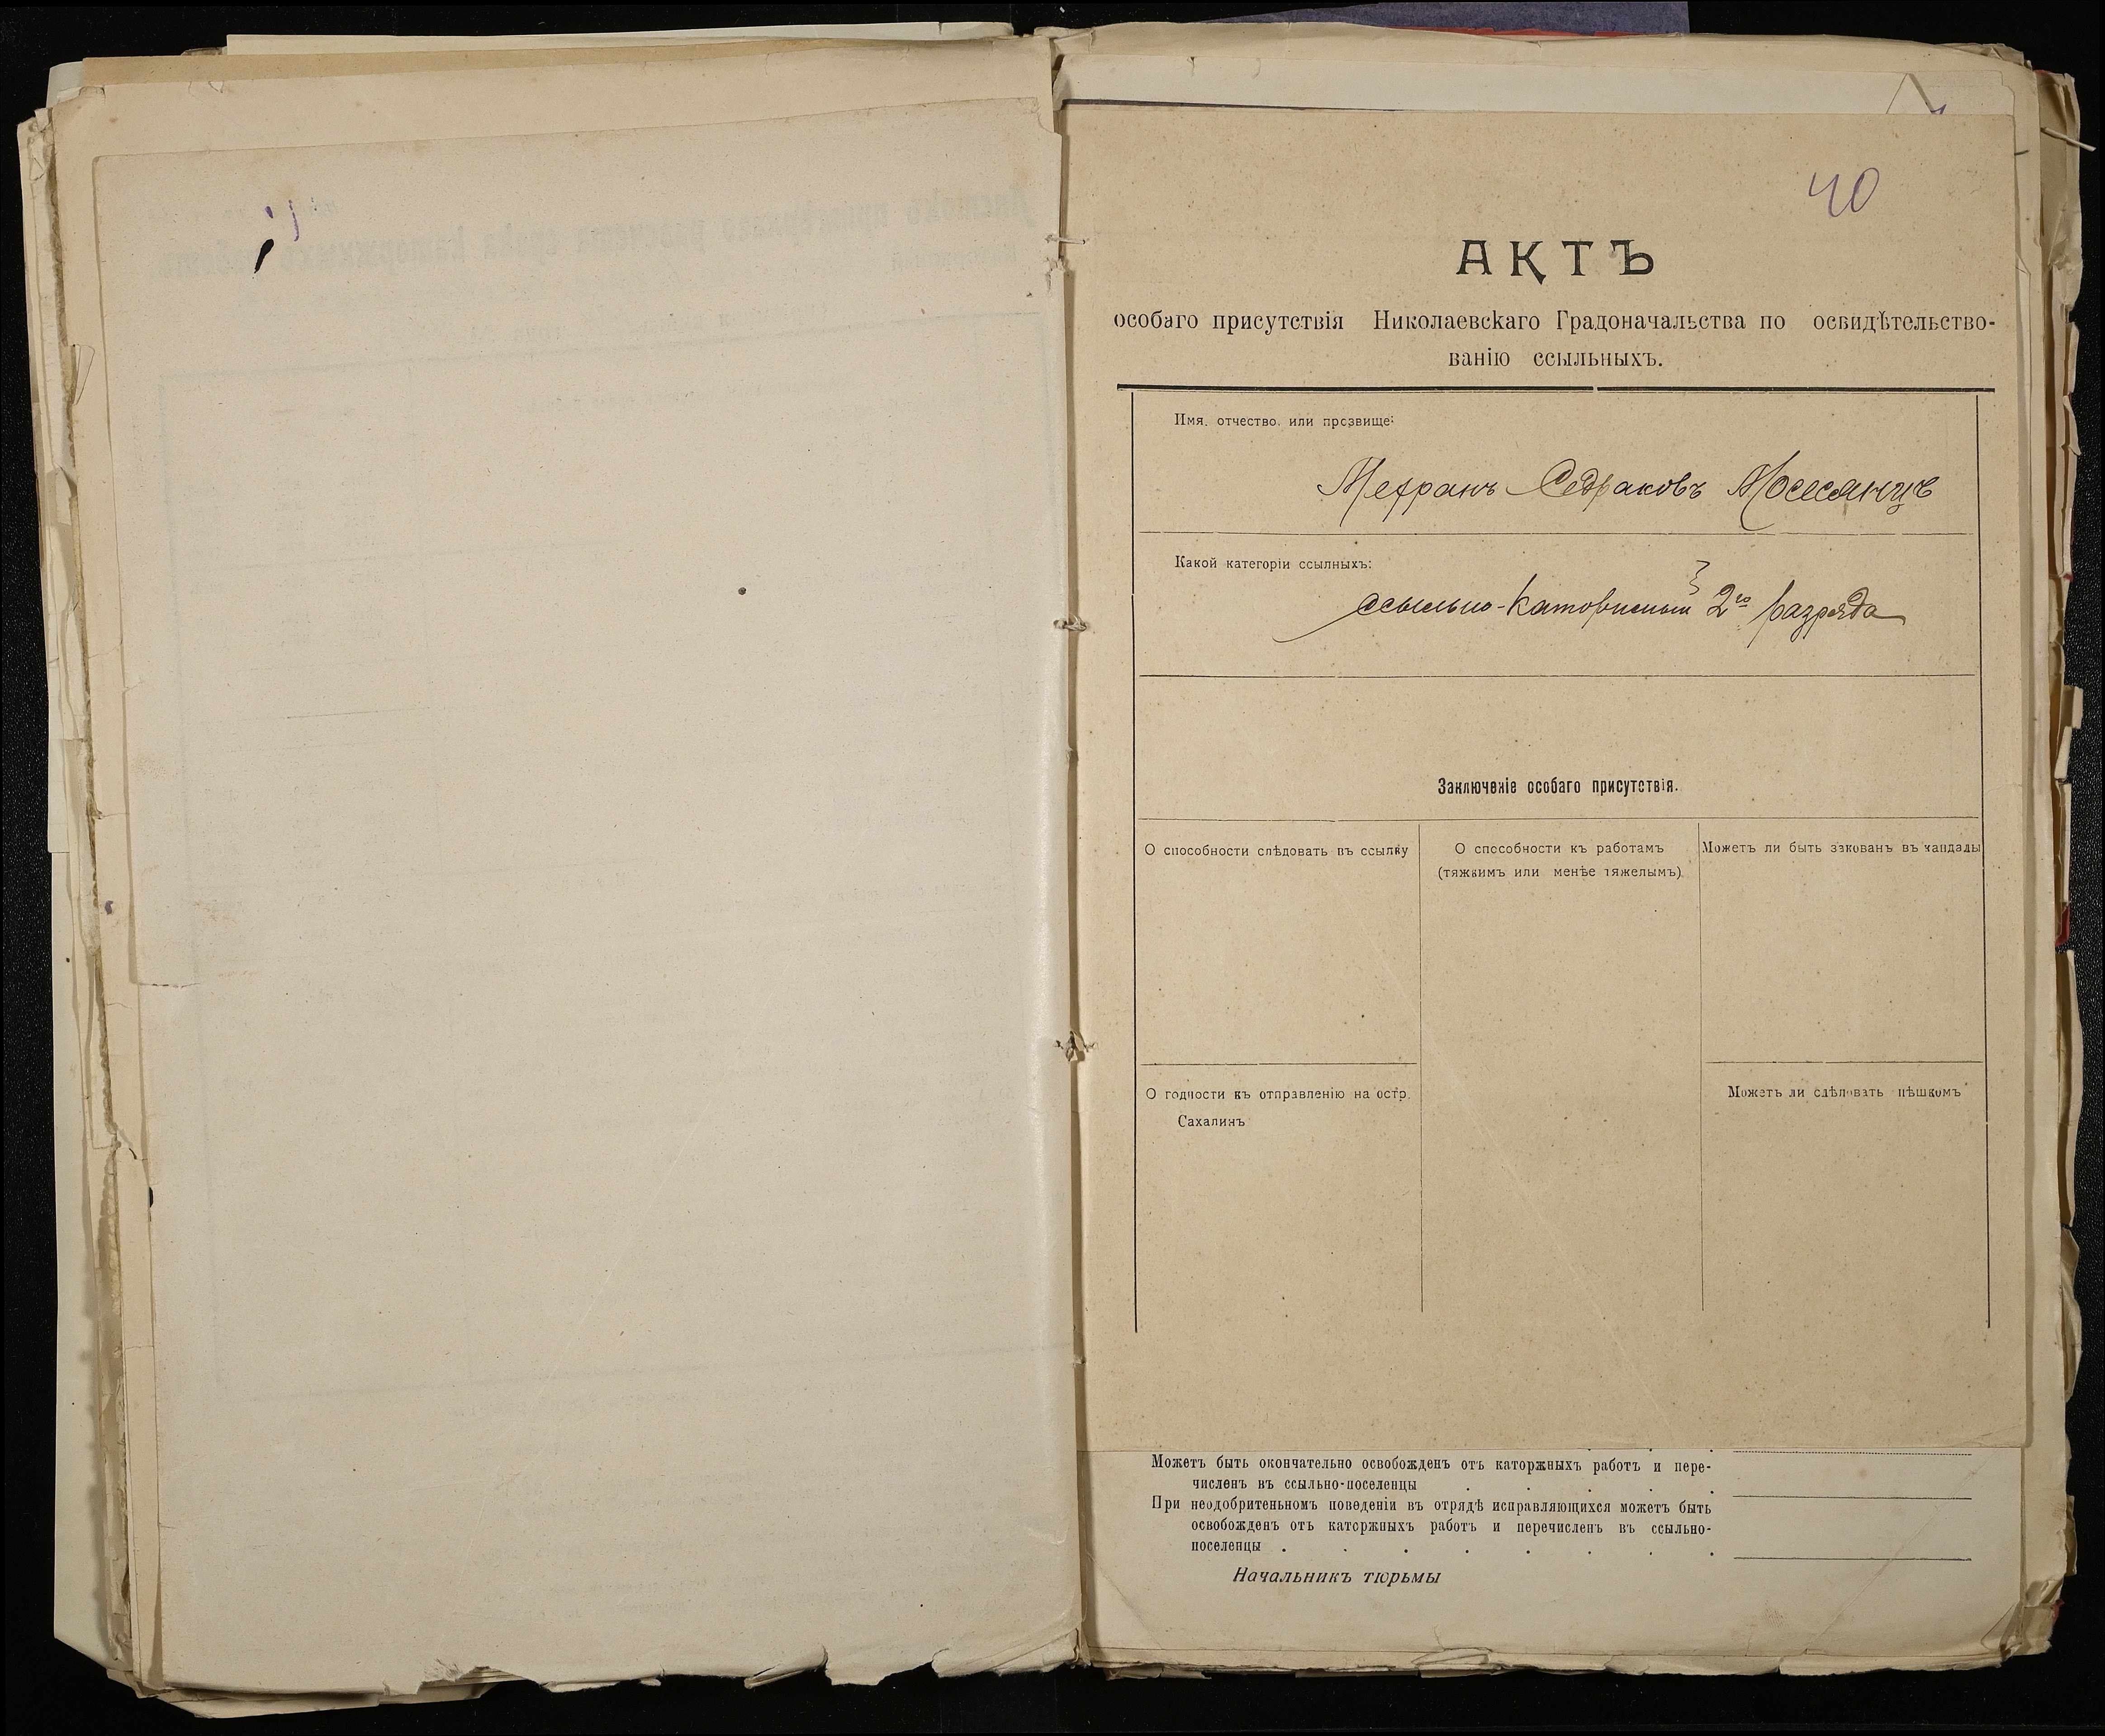 40
АКТЪ
особаго присутствія Николаевскаго Градоначальства по освидѣтельство-
ванію ссыльныхъ.
Имя, отчество, или прозвище:
Меғранъ Седраковъ Мосесянцъ
Какой категоріи ссылныхъ:
ссыльно-каторжный 2го разряда
Заключеніе особаго присутствія.
О способности слѣдовать въ ссылку
О способности къ работамъ
(тяжкимъ или менѣе тяжелымъ)
Можетъ ли быть закованъ въ кандалы
О годности къ отправленію на остр.
Сахалинъ
Можетъ ли слѣдовать пѣшкомъ
Можетъ быть окончательно освобожденъ отъ каторжныхъ работъ и пере-
численъ въ ссыльно-поселенцы
При неодобрительномъ поведеніи въ отрядѣ исправляющихся можетъ быть
освобожденъ отъ каторжныхъ работъ и перечисленъ въ ссыльно-
поселенцы
Начальникъ тюрьмы